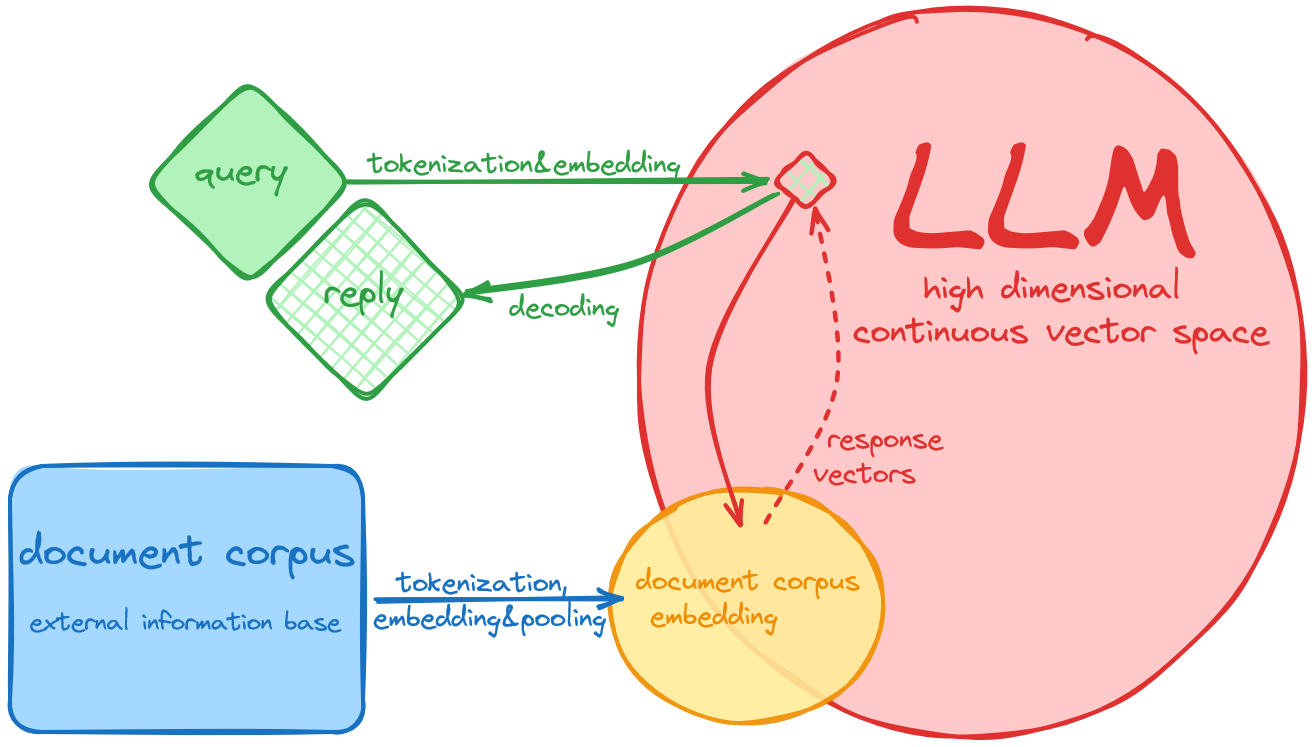 query
tokenization&embedding
reply
decoding
LLM
high dimensional
continuous vector space
response
vectors
document corpus
external information base
tokenization,
embedding&pooling
document corpus
embedding